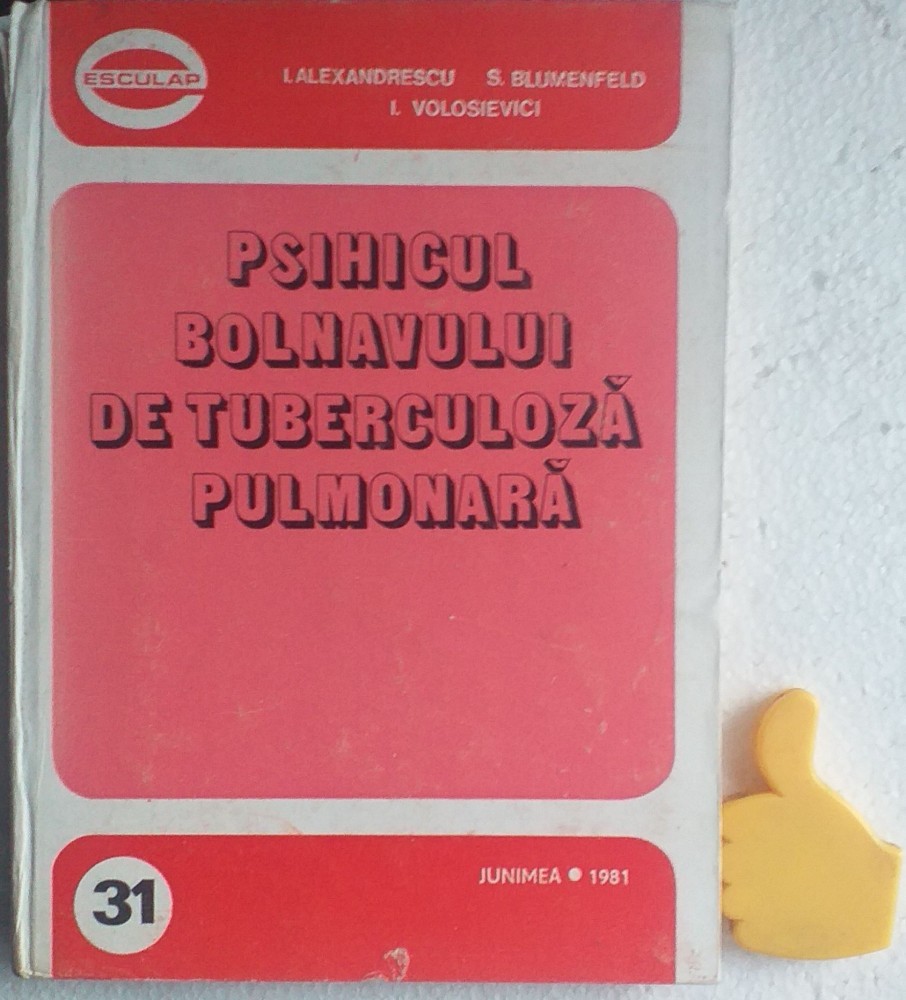 ESCULAP
I. ALEXANDRESCU S. BLUMENFELD
I. VOLOSIEVICI
PSIHICUL
BOLNAVULUI
DE TUBERCULOZĂ
PULMONARĂ
31
JUNIMEA • 1981